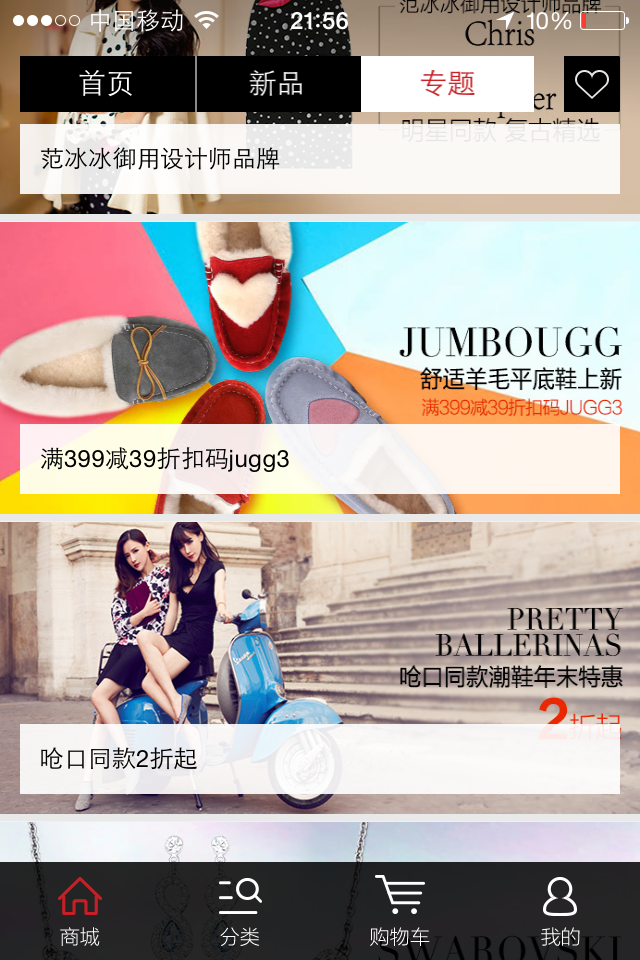 中国移动 21:56 10%
范冰冰御用设计师品牌
Chris
首页 新品 专题
明星同款 复古精选
范冰冰御用设计师品牌
JUMBOUGG
舒适羊毛平底鞋上新
满399减39折扣码JUGG3
满399减39折扣码jugg3
PRETTY
BALLERINAS
呛口同款潮鞋年末特惠
2折起
呛口同款2折起
SWAROVSKI
商城 分类 购物车 我的